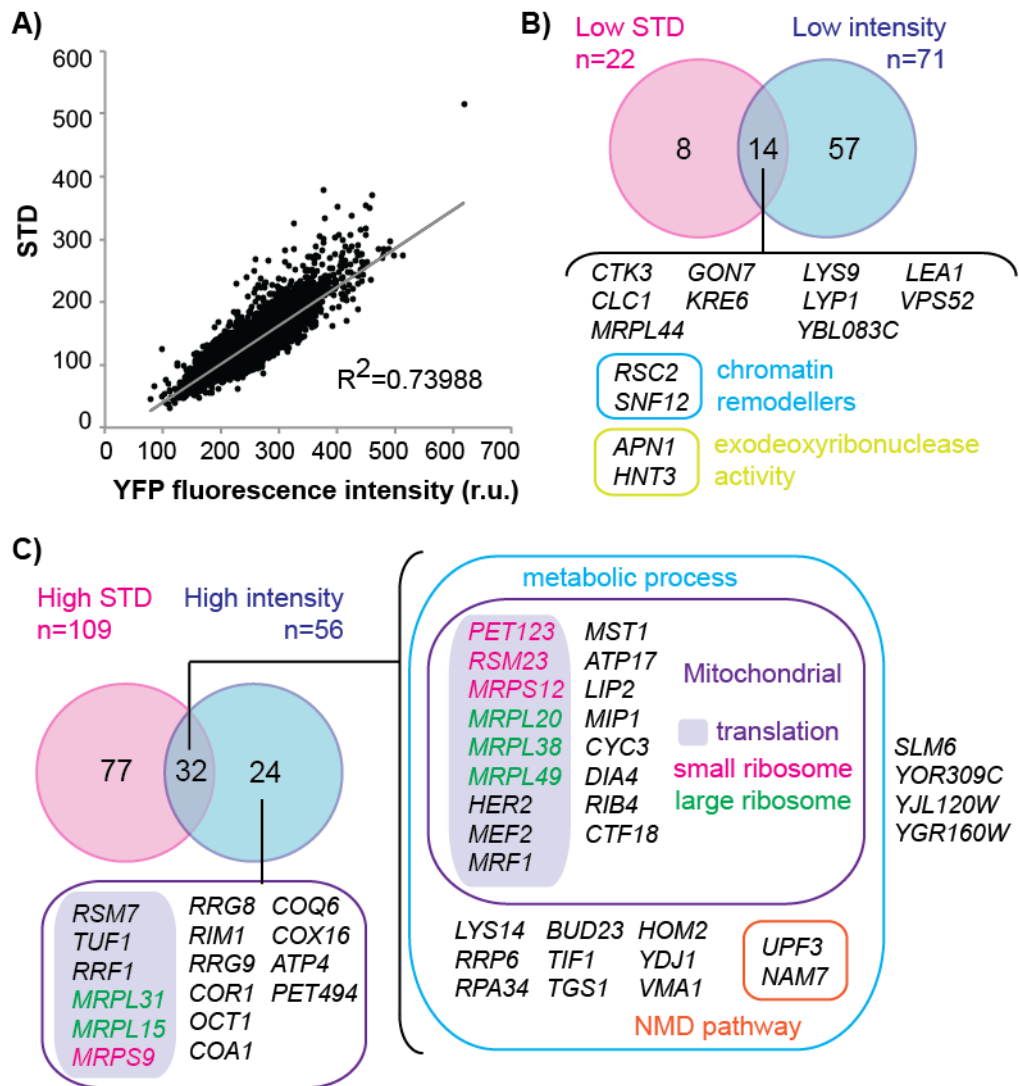 A)
600
500
400
300
200
100
0
STD
R2=0.73988
0 100 200 300 400 500 600 700
YFP fluorescence intensity (r.u.)
B)
Low STD
n=22
Low intensity
n=71
8 14 57
CTK3 GON7 LYS9 LEA1
CLC1 KRE6 LYP1 VPS52
MRPL44 YBL083C
RSC2
SNF12
chromatin
remodellers
APN1
HNT3
exodeoxyribonuclease
activity
C)
High STD
n=109
High intensity
n=56
77 32 24
RSM7
TUF1
RRF1
MRPL31
MRPL15
MRPS9
RRG8
RIM1
RRG9
COR1
OCT1
COA1
COQ6
COX16
ATP4
PET494
metabolic process
PET123
RSM23
MRPS12
MRPL20
MRPL38
MRPL49
HER2
MEF2
MRF1
MST1
ATP17
LIP2
MIP1
CYC3
DIA4
RIB4
CTF18
Mitochondrial
translation
small ribosome
large ribosome
LYS14 BUD23 HOM2
RRP6 TIF1 YDJ1
RPA34 TGS1 VMA1
UPF3
NAM7
NMD pathway
SLM6
YOR309C
YJL120W
YGR160W